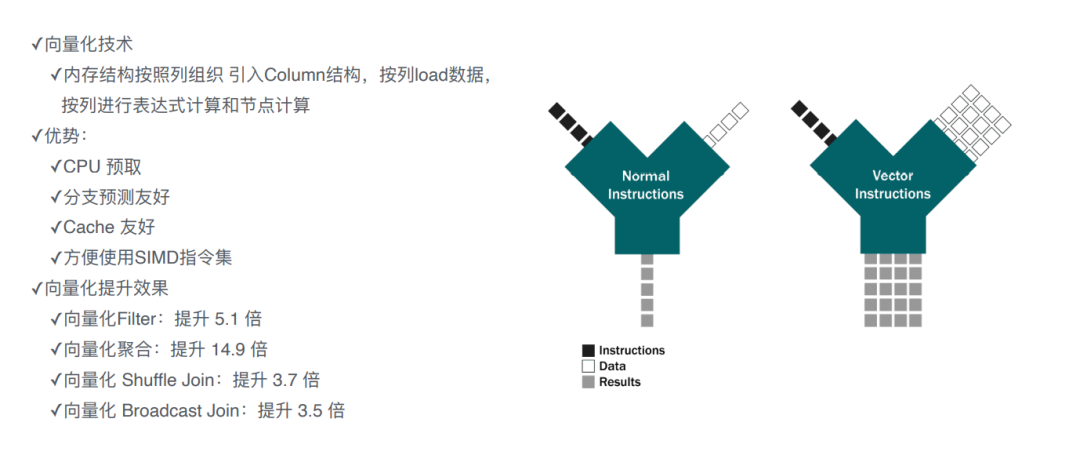 ✓向量化技术
✓内存结构按照列组织 引入Column结构，按列load数据，
按列进行表达式计算和节点计算
✓优势：
✓CPU 预取
✓分支预测友好
✓Cache 友好
✓方便使用SIMD指令集
✓向量化提升效果
✓向量化Filter：提升 5.1 倍
✓向量化聚合：提升 14.9 倍
✓向量化 Shuffle Join：提升 3.7 倍
✓向量化 Broadcast Join：提升 3.5 倍
Normal
Instructions
Vector
Instructions
Instructions
Data
Results